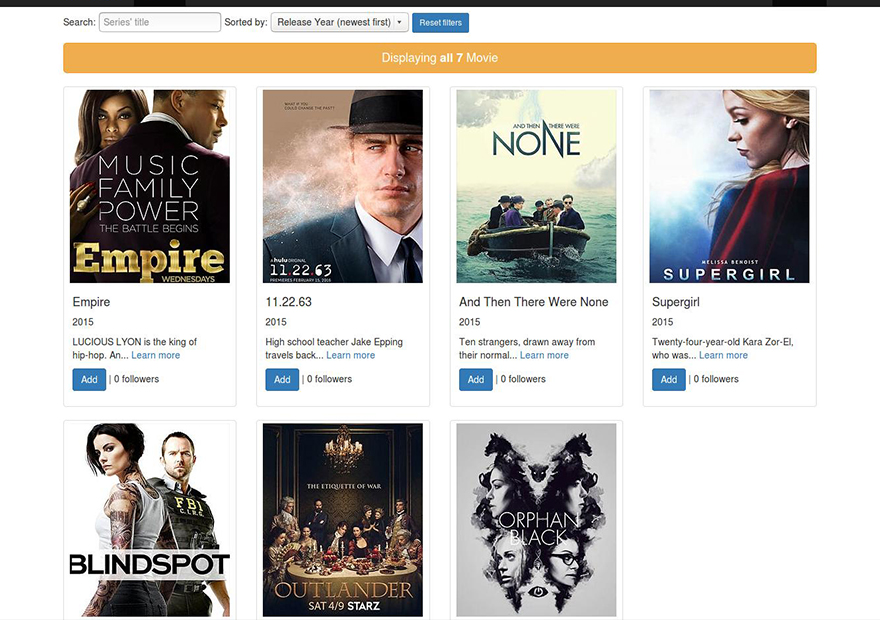 Search: Series' title Sorted by: Release Year (newest first) Reset filters
Displaying all 7 Movie
MUSIC
FAMILY
POWER
THE BATTLE BEGINS
Empire
WEDNESDAYS
WHAT IF YOU
COULD CHANGE THE PAST?
A hulu ORIGINAL
11.22.63
PREMIERES FEBRUARY 15, 2016
AND THEN THERE WERE
NONE
MELISSA BENOIST
SUPERGIRL
Empire
2015
LUCIOUS LYON is the king of
hip-hop. An... Learn more
Add | 0 followers
11.22.63
2015
High school teacher Jake Epping
travels back... Learn more
Add | 0 followers
And Then There Were None
2015
Ten strangers, drawn away from
their normal... Learn more
Add | 0 followers
Supergirl
2015
Twenty-four-year-old Kara Zor-El,
who was... Learn more
Add | 0 followers
FBI
BLINDSPOT
THE ETIQUETTE OF WAR
OUTLANDER
SAT 4/9 STARZ
ORPHAN
BLACK